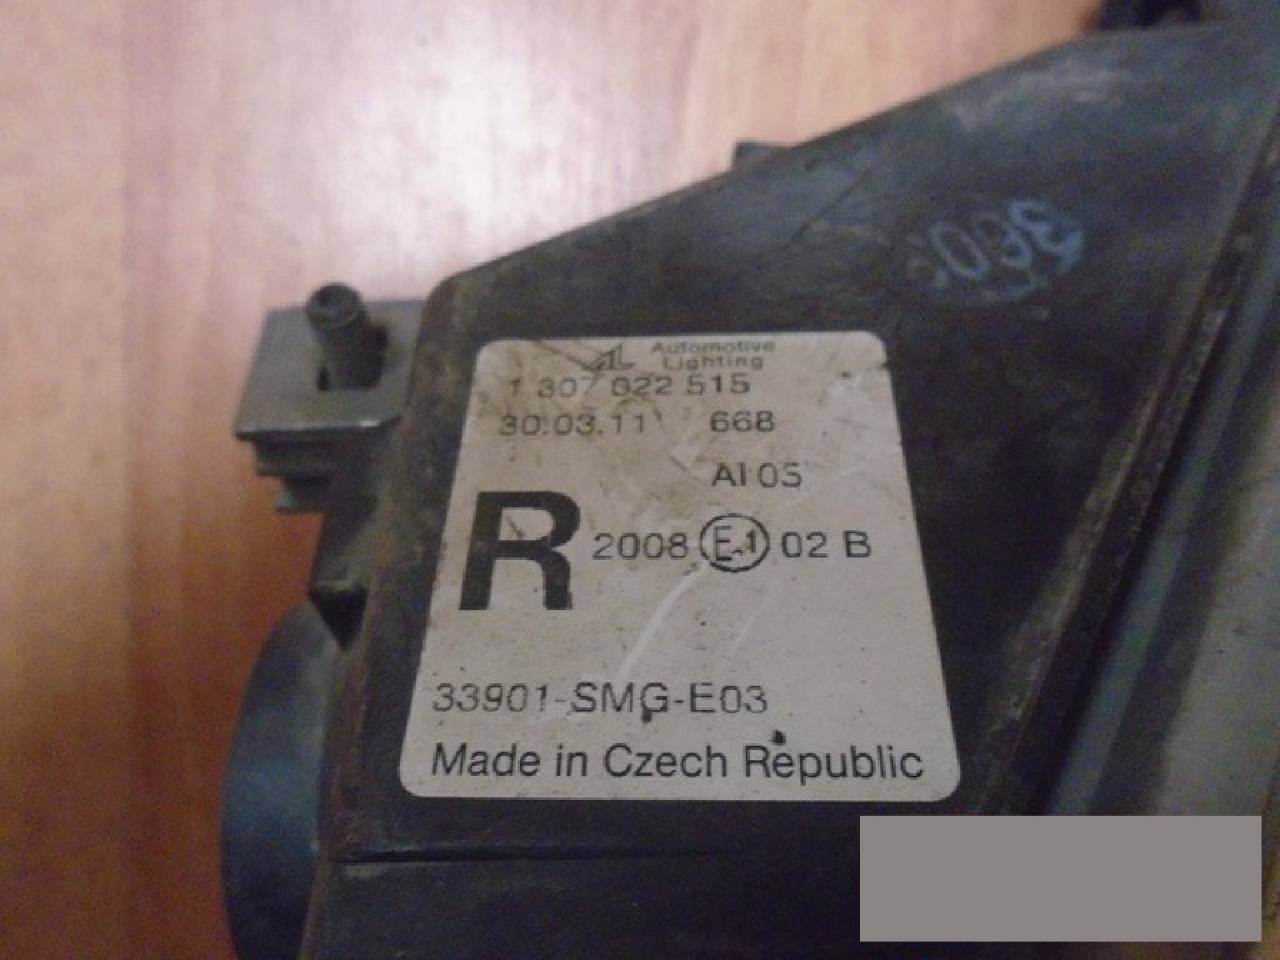 AL Automotive
Lighting
1 307 022 515
30.03.11 668
AI 05
R 2008 E1 02 B
33901-SMG-E03
Made in Czech Republic